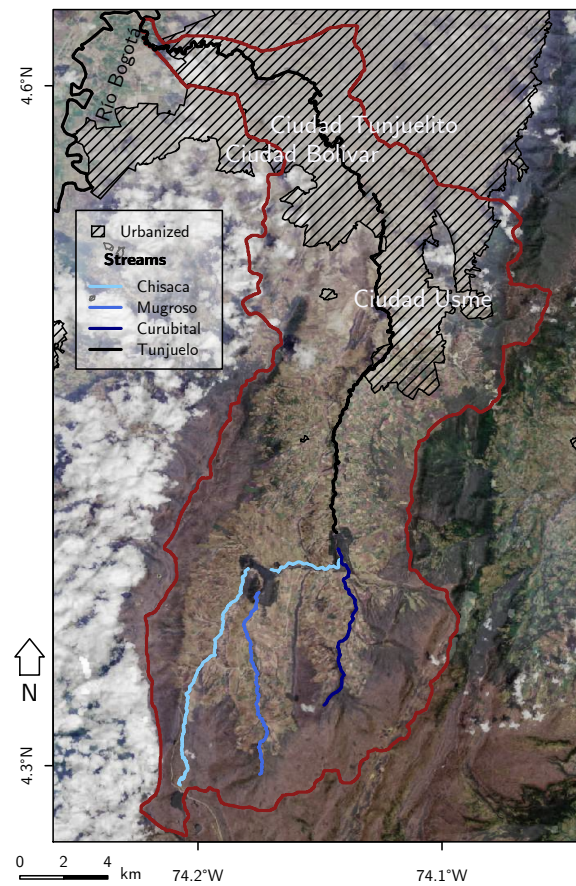 4.6°N
Río Bogotá
Ciudad Tunjuelito
Ciudad Bolívar
Urbanized
Streams
Chisaca
Mugroso
Curubital
Tunjuelo
Ciudad Usme
N
4.3°N
0 2 4 km
74.2°W
74.1°W